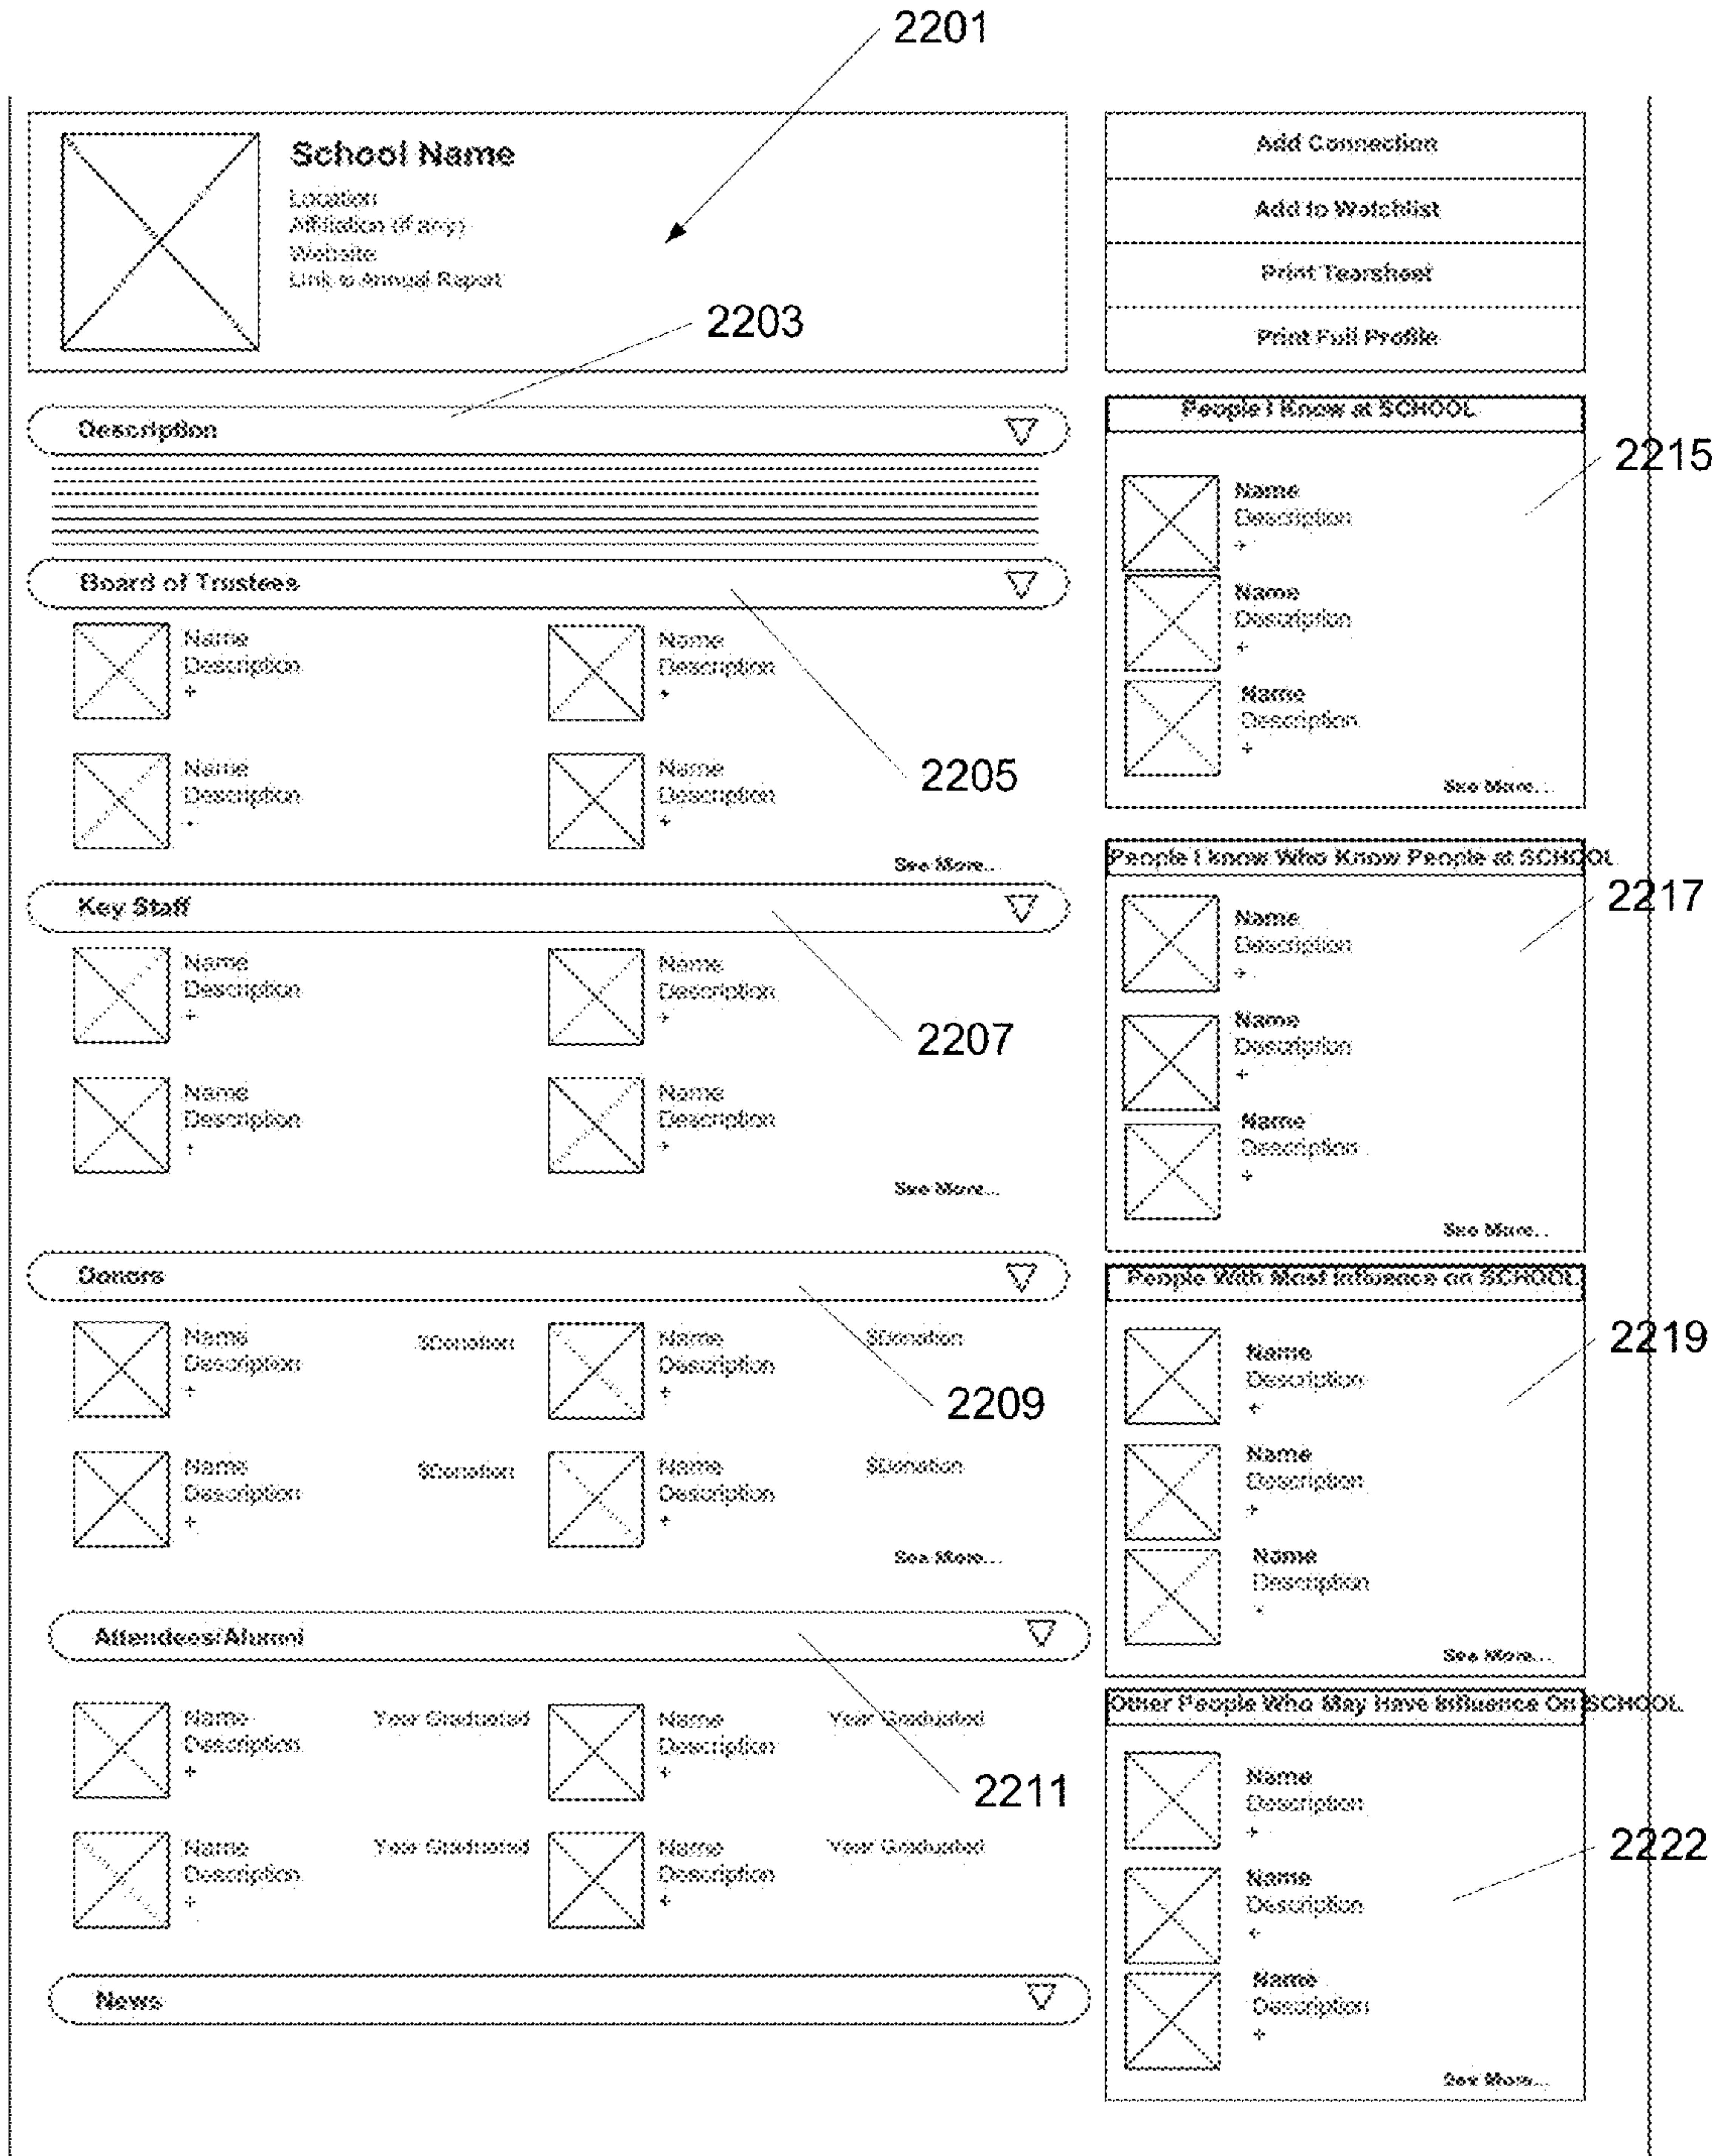 2201
School Name
Location
Affiliation (if any)
Website
Link to Annual Report
2203
Add Connection
Add to Watchlist
Print Tearsheet
Print Full Profile
Description
Board of Trustees
Name Name
Description Description
+ +
Name Name
Description Description
+ +
2205
See More...
Key Staff
Name Name
Description Description
+ +
2207
Name Name
Description Description
+ +
See More...
Donors
Name $Donation Name $Donation
Description Description
+ +
2209
Name $Donation Name $Donation
Description Description
+ +
See More...
Attendees/Alumni
Name Year Graduated Name Year Graduated
Description Description
+ +
2211
Name Year Graduated Name Year Graduated
Description Description
+ +
News
People I Know at SCHOOL
2215
Name
Description
+
Name
Description
+
Name
Description
+
See More...
People I know Who Know People at SCHOOL
2217
Name
Description
+
Name
Description
+
Name
Description
+
See More...
People With Most Influence on SCHOOL
2219
Name
Description
+
Name
Description
+
Name
Description
+
See More...
Other People Who May Have Influence On SCHOOL
Name
Description
+
2222
Name
Description
+
Name
Description
+
See More...